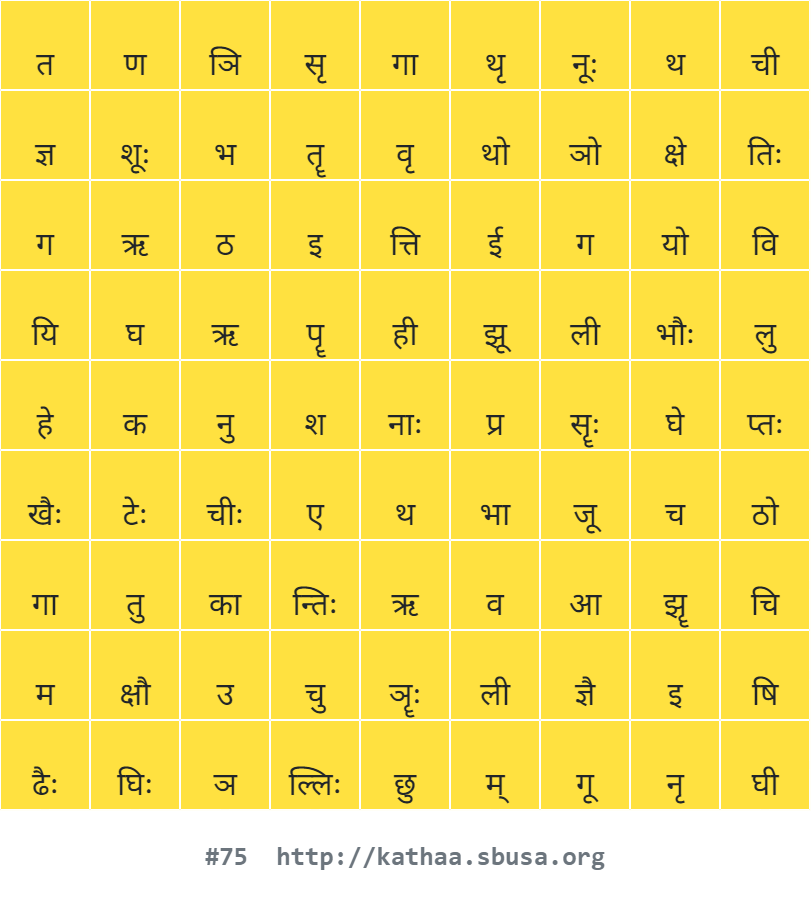 त ण ञि सृ गा थृ नूः थ ची
ज्ञ शूः भ तॄ वृ थो ञो क्षे तिः
ग ऋ ठ इ त्ति ई ग यो वि
यि घ ऋ पॄ ही झू ली भौः लु
हे क नु श नाः प्र सॄः घे प्तः
खैः टेः चीः ए थ भा जू च ठो
गा तु का न्तिः ऋ व आ झॄ चि
म क्षौ उ चु ञॄः ली ज्ञै इ षि
ढैः घिः ञ ल्लिः छु म् गू नृ घी
#75 http://kathaa.sbusa.org